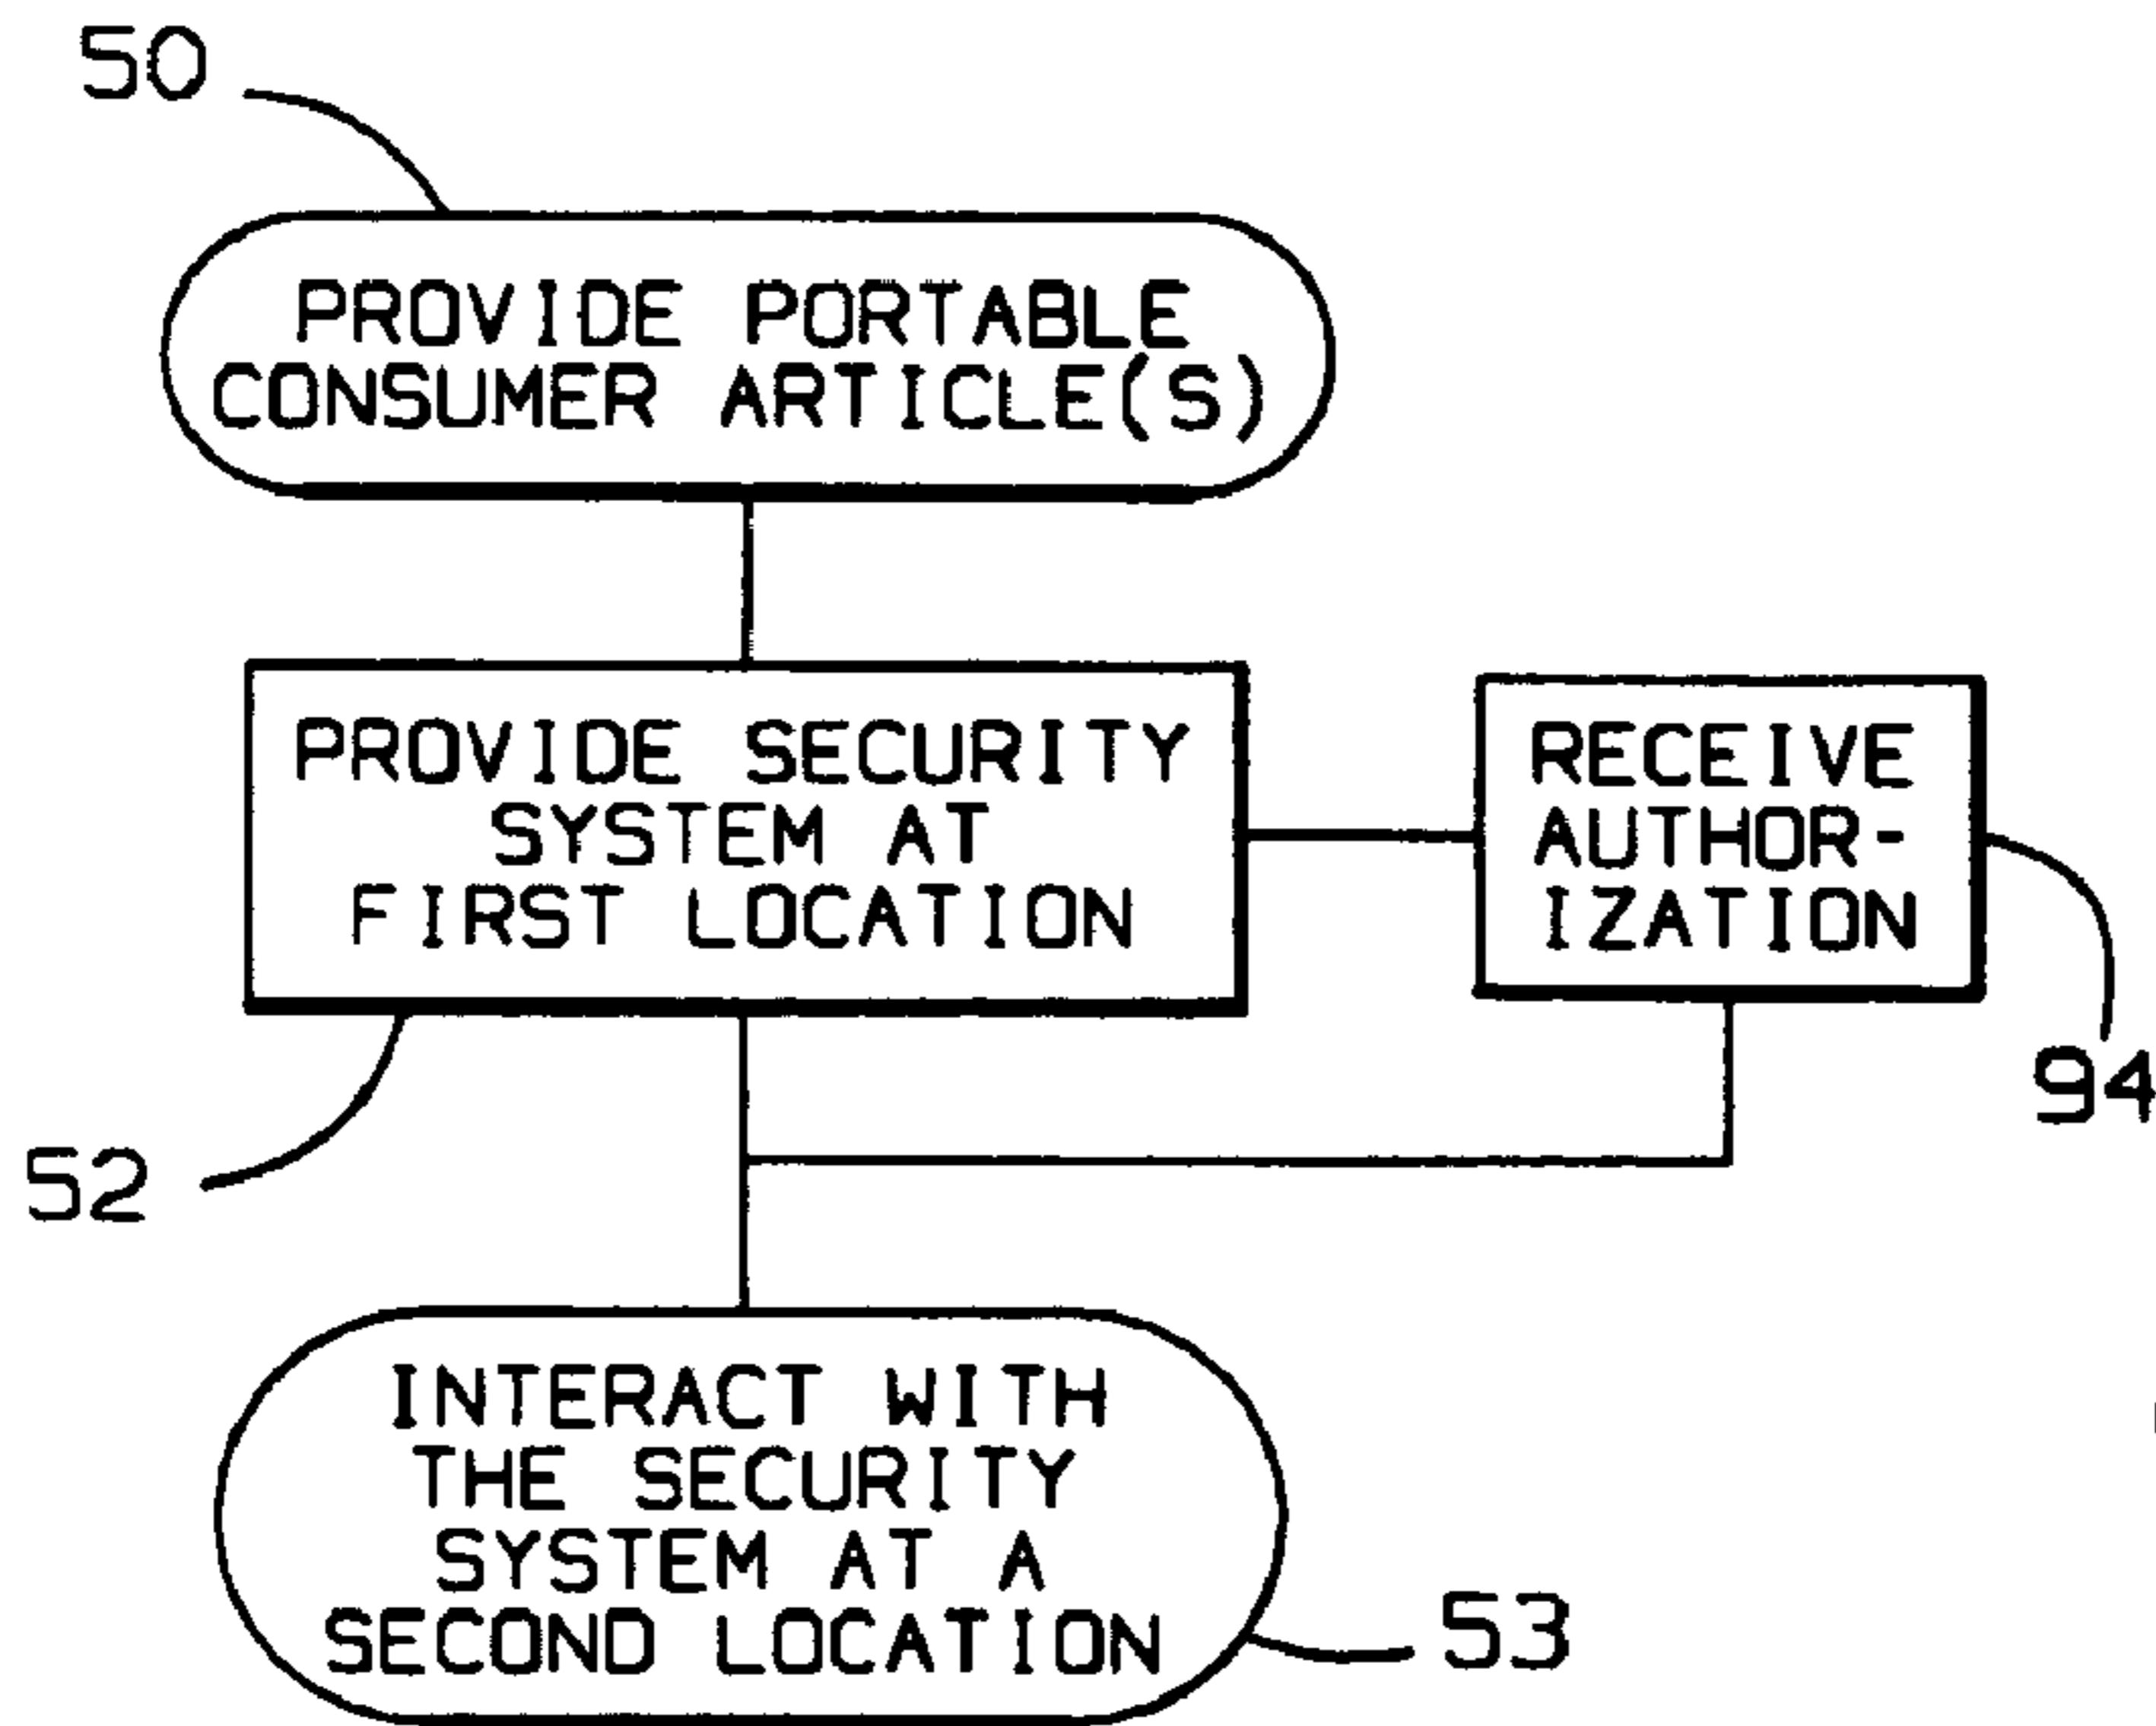 50
PROVIDE PORTABLE
CONSUMER ARTICLE(S)
PROVIDE SECURITY
SYSTEM AT
FIRST LOCATION
RECEIVE
AUTHOR-
IZATION
94
52
INTERACT WITH
THE SECURITY
SYSTEM AT A
SECOND LOCATION
53